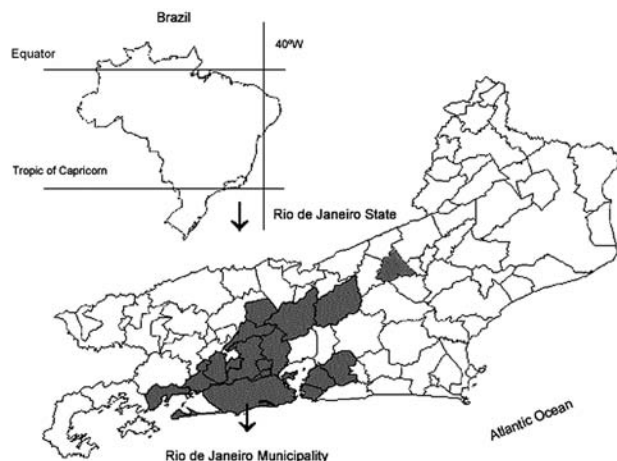 Brazil
40ºW
Equator
Tropic of Capricorn
Rio de Janeiro State
Atlantic Ocean
Rio de Janeiro Municipality